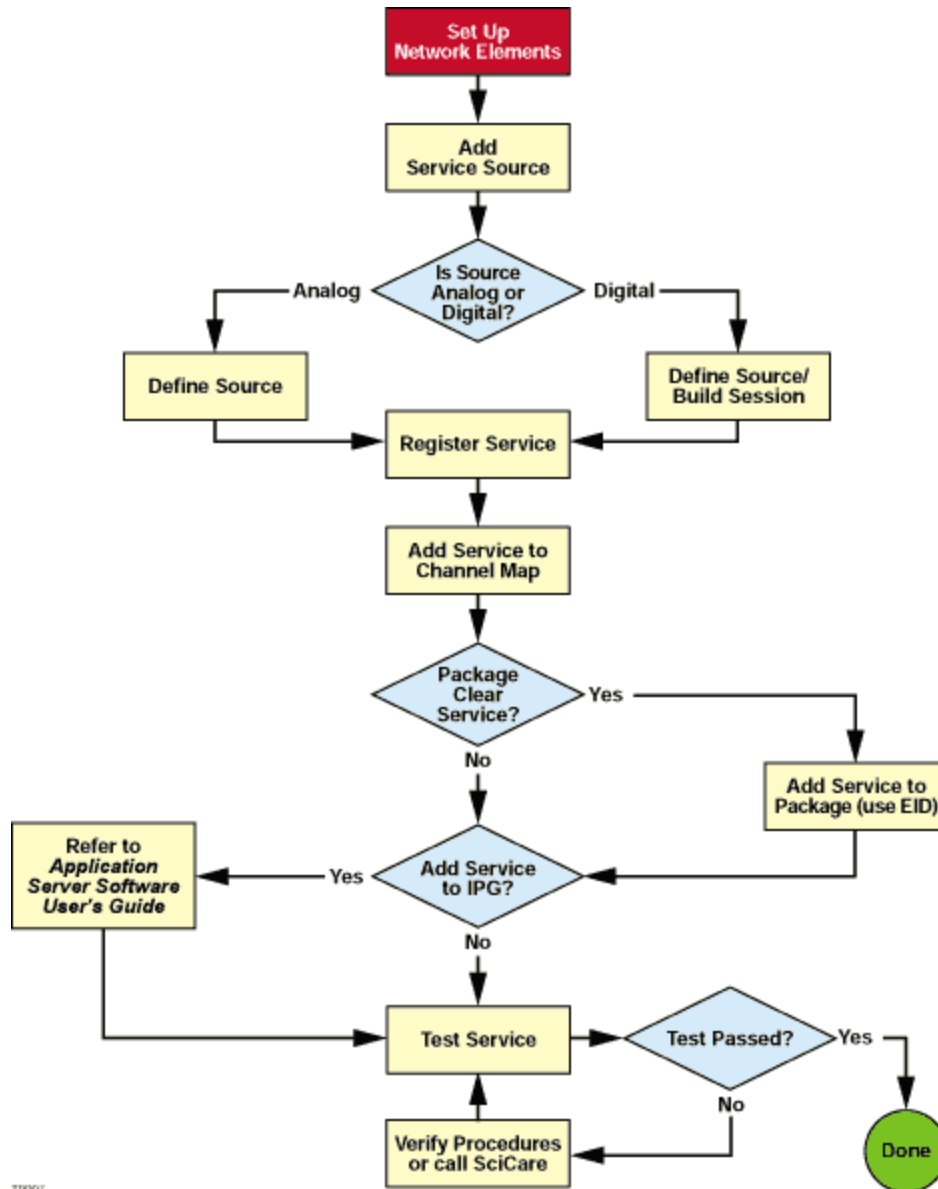 Set Up
Network Elements
Add
Service Source
Is Source
Analog or
Digital?
Analog
Digital
Define Source
Define Source/
Build Session
Register Service
Add Service to
Channel Map
Package
Clear
Service?
Yes
No
Add Service to
Package (use EID)
Refer to
Application
Server Software
User's Guide
Yes
Add Service
to IPG?
No
Test Service
Test Passed?
Yes
No
Verify Procedures
or call SciCare
Done